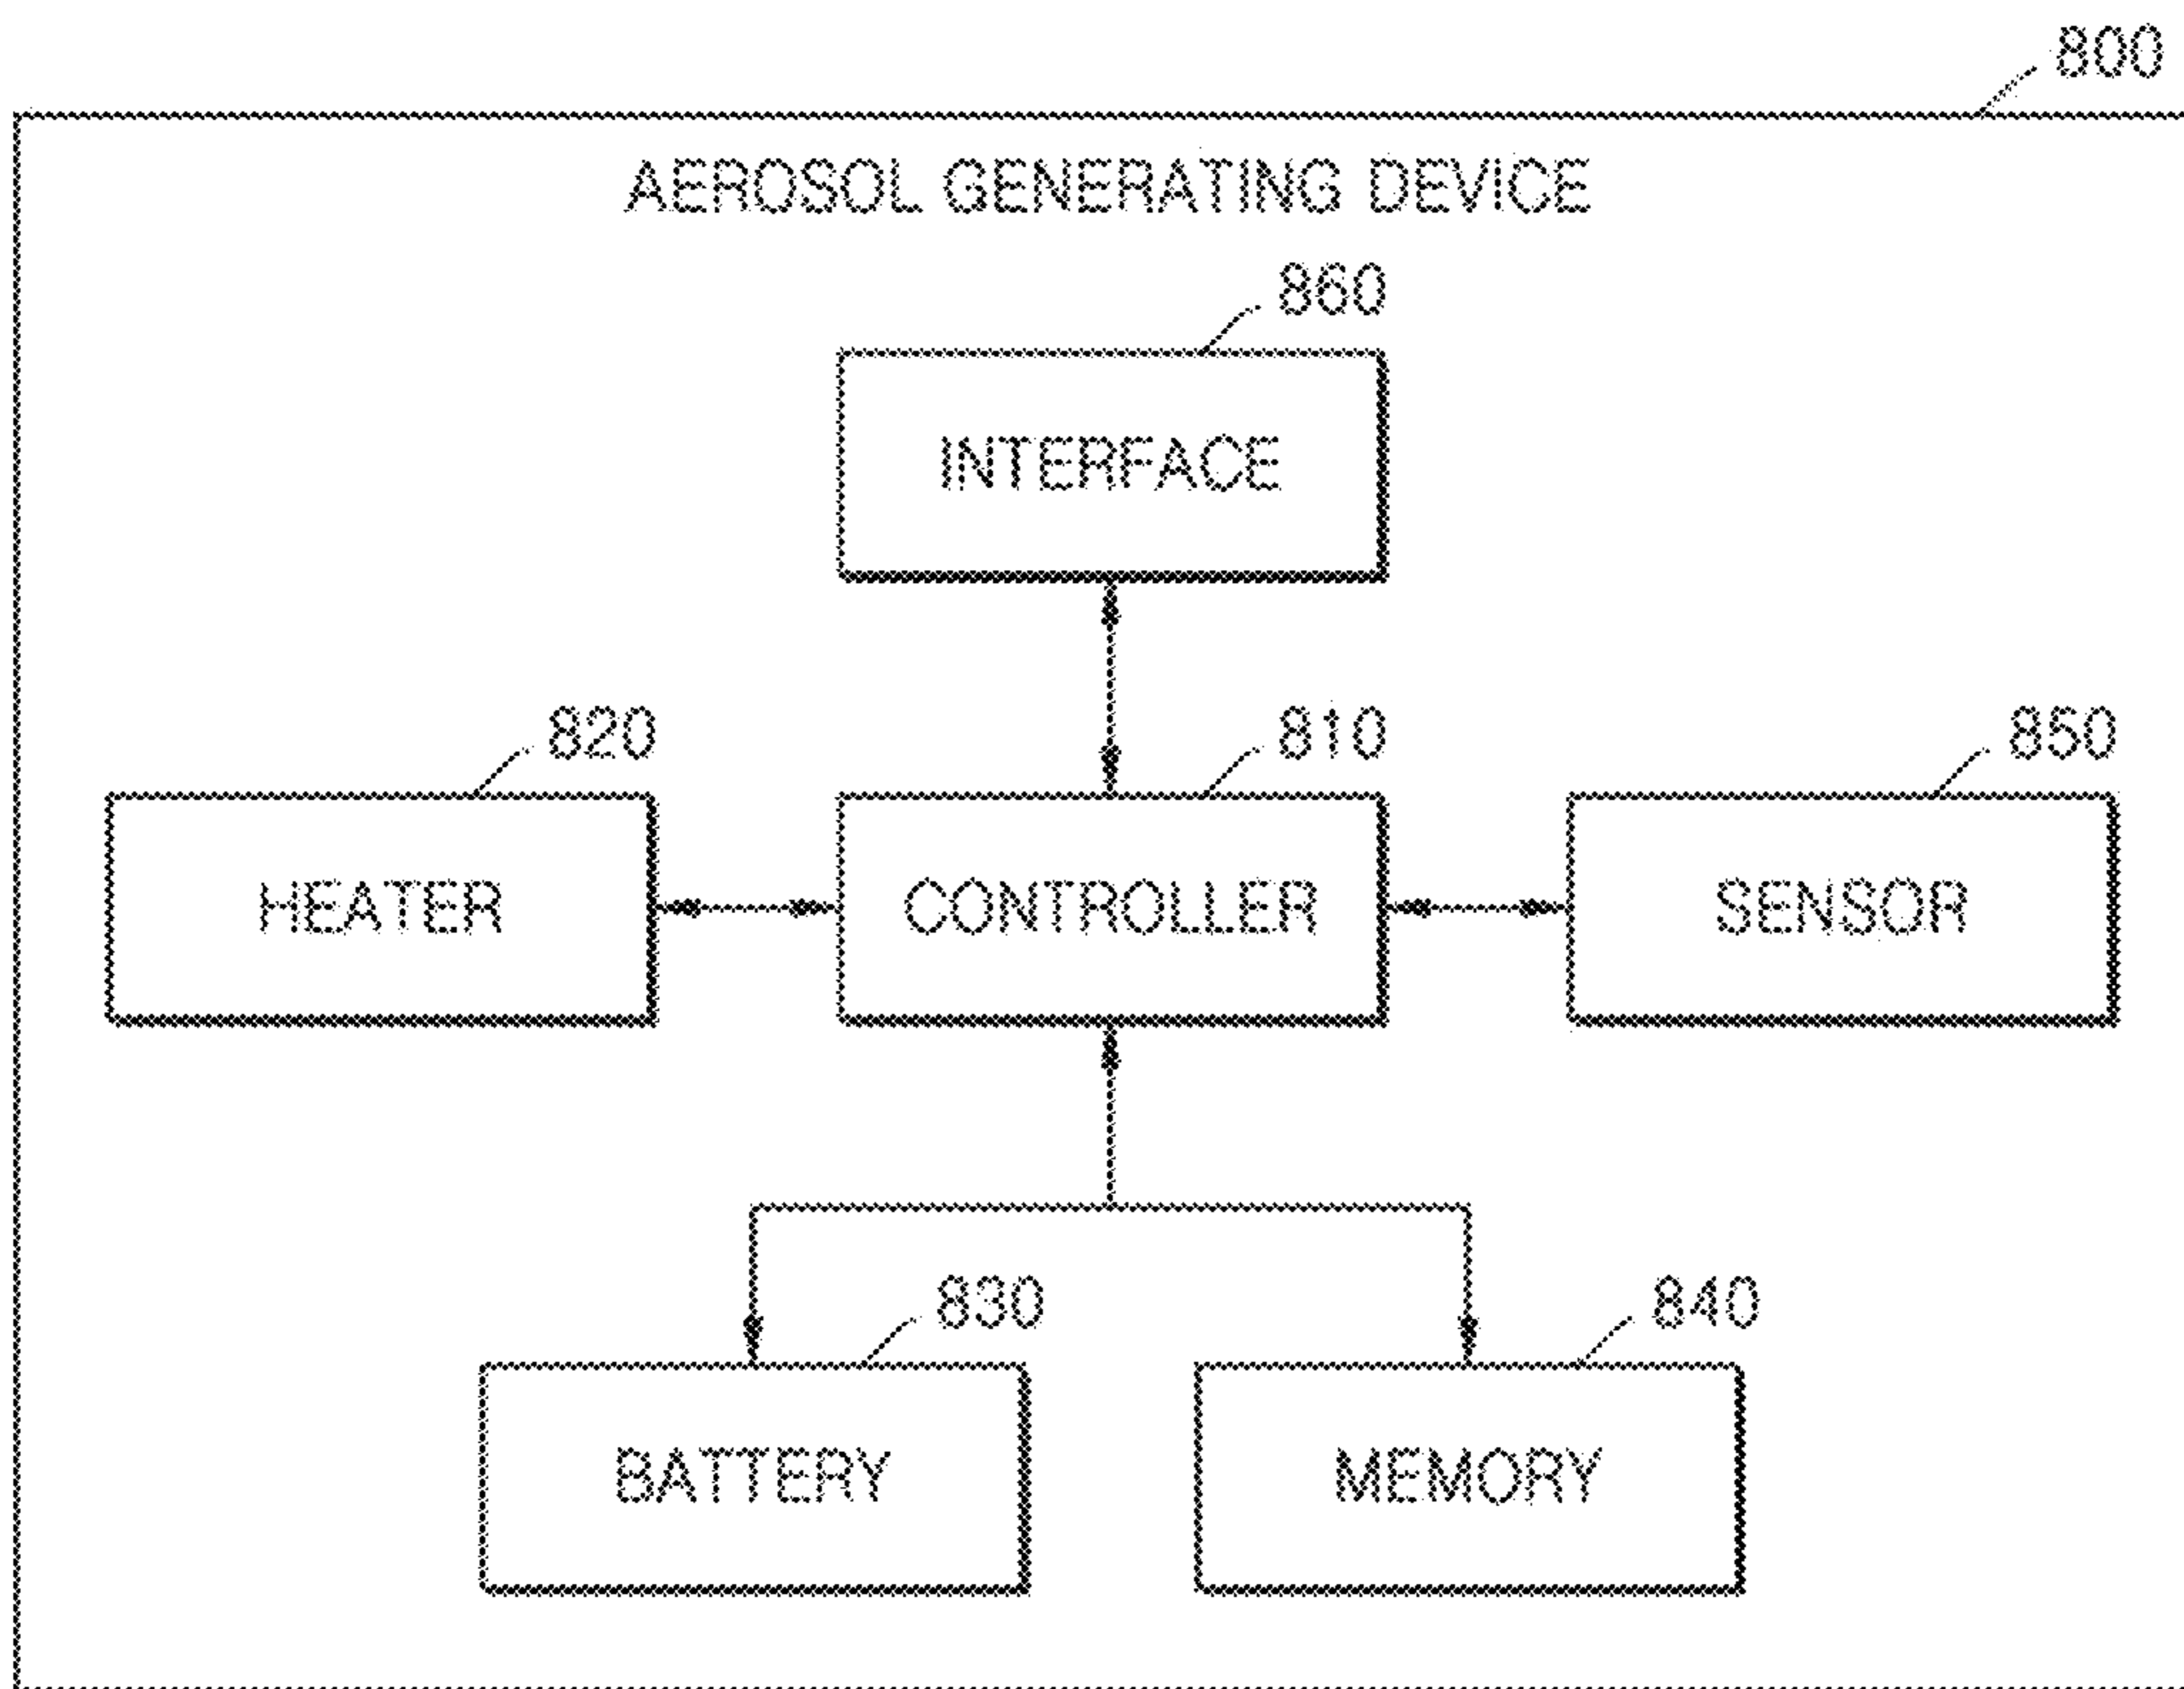 800
AEROSOL GENERATING DEVICE
860
INTERFACE
820
810
850
HEATER
CONTROLLER
SENSOR
830
840
BATTERY
MEMORY